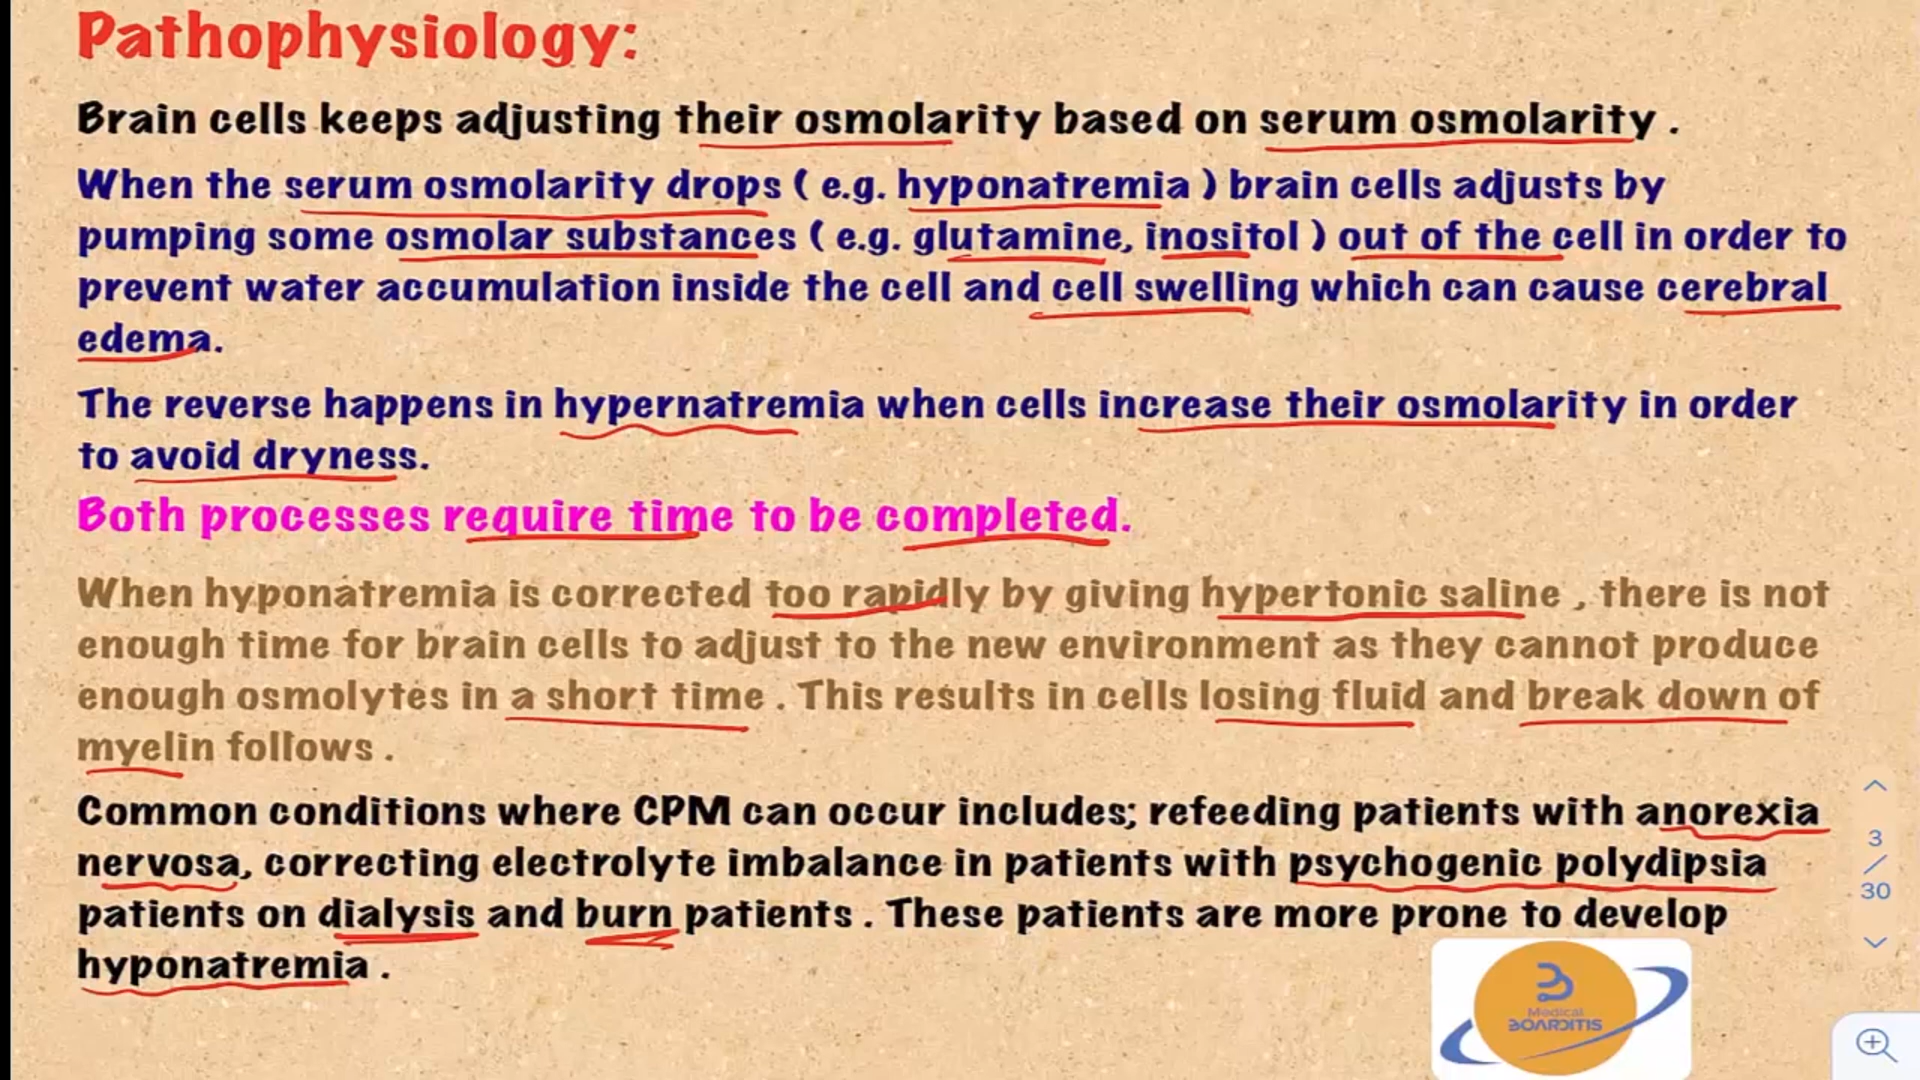 Pathophysiology:
Brain cells keeps adjusting their osmolarity based on serum osmolarity .
When the serum osmolarity drops ( e.g. hyponatremia ) brain cells adjusts by
pumping some osmolar substances ( e.g. glutamine, inositol ) out of the cell in order to
prevent water accumulation inside the cell and cell swelling which can cause cerebral
edema.
The reverse happens in hypernatremia when cells increase their osmolarity in order
to avoid dryness.
Both processes require time to be completed.
When hyponatremia is corrected too rapidly by giving hypertonic saline , there is not
enough time for brain cells to adjust to the new environment as they cannot produce
enough osmolytes in a short time . This results in cells losing fluid and break down of
myelin follows .
Common conditions where CPM can occur includes; refeeding patients with anorexia
nervosa, correcting electrolyte imbalance in patients with psychogenic polydipsia
patients on dialysis and burn patients . These patients are more prone to develop
hyponatremia .
3
/
30
Medical
BOARDITIS